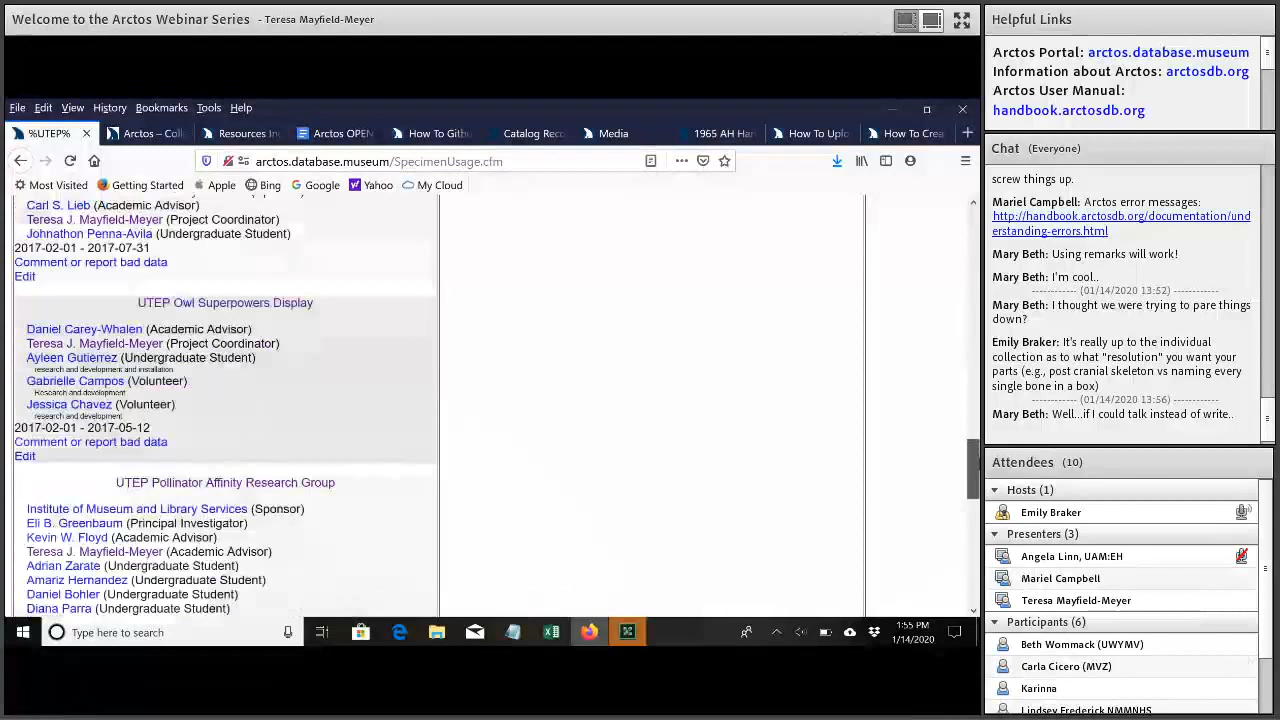 Welcome to the Arctos Webinar Series - Teresa Mayfield-Meyer
File Edit View History Bookmarks Tools Help
%UTEP% Arctos – Coll Resources In Arctos OPEN How To Gith Catalog Reco Media 1965 AH Han How To Uplo How To Crea
arctos.database.museum/SpecimenUsage.cfm
Most Visited Getting Started Apple Bing Google Yahoo My Cloud
Carl S. Lieb (Academic Advisor)
Teresa J. Mayfield-Meyer (Project Coordinator)
Johnathon Penna-Avila (Undergraduate Student)
2017-02-01 - 2017-07-31
Comment or report bad data
Edit
UTEP Owl Superpowers Display
Daniel Carey-Whalen (Academic Advisor)
Teresa J. Mayfield-Meyer (Project Coordinator)
Ayleen Gutierrez (Undergraduate Student)
research and development and installation
Gabrielle Campos (Volunteer)
Research and development
Jessica Chavez (Volunteer)
research and development
2017-02-01 - 2017-05-12
Comment or report bad data
Edit
UTEP Pollinator Affinity Research Group
Institute of Museum and Library Services (Sponsor)
Eli B. Greenbaum (Principal Investigator)
Kevin W. Floyd (Academic Advisor)
Teresa J. Mayfield-Meyer (Academic Advisor)
Adrian Zarate (Undergraduate Student)
Amariz Hernandez (Undergraduate Student)
Daniel Bohler (Undergraduate Student)
Diana Parra (Undergraduate Student)
Type here to search
1:55 PM
1/14/2020
Helpful Links
Arctos Portal: arctos.database.museum
Information about Arctos: arctosdb.org
Arctos User Manual:
handbook.arctosdb.org
Chat (Everyone)
screw things up.
Mariel Campbell: Arctos error messages:
http://handbook.arctosdb.org/documentation/und
erstanding-errors.html
Mary Beth: Using remarks will work!
Mary Beth: I'm cool..
------------ (01/14/2020 13:52) ------------
Mary Beth: I thought we were trying to pare things
down?
Emily Braker: It's really up to the individual
collection as to what "resolution" you want your
parts (e.g., post cranial skeleton vs naming every
single bone in a box)
------------ (01/14/2020 13:56) ------------
Mary Beth: Well...if I could talk instead of write..
Attendees (10)
Hosts (1)
Emily Braker
Presenters (3)
Angela Linn, UAM:EH
Mariel Campbell
Teresa Mayfield-Meyer
Participants (6)
Beth Wommack (UWYMV)
Carla Cicero (MVZ)
Karinna
Lindsey Frederick NMMNHS